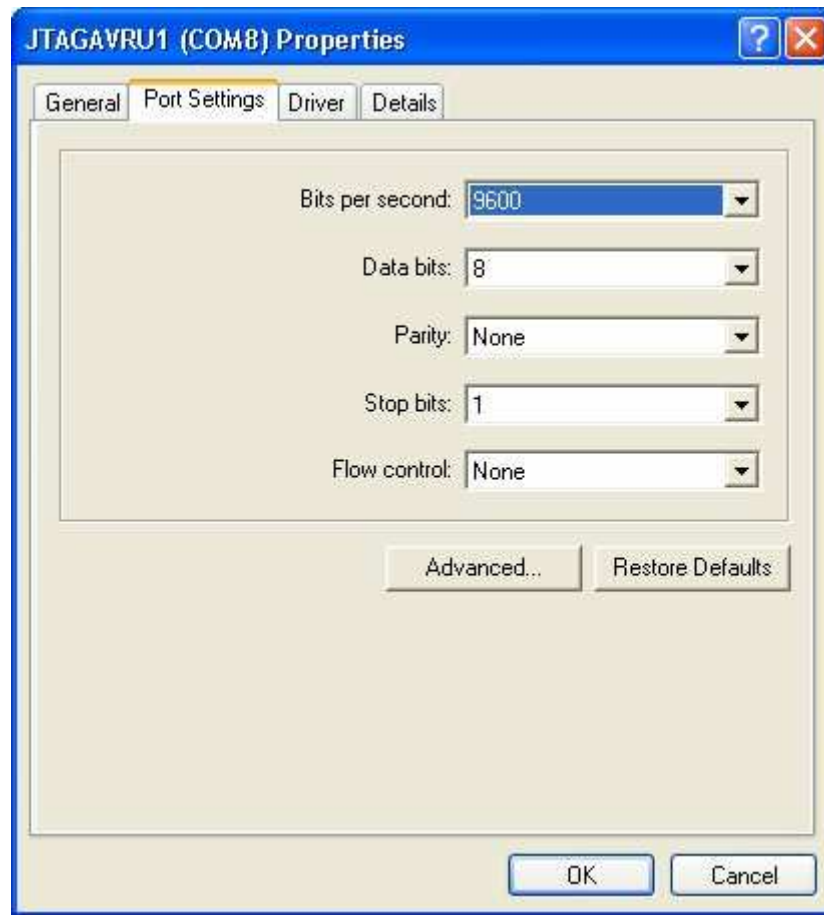 JTAGAVRU1 (COM8) Properties
General Port Settings Driver Details
Bits per second: 9600
Data bits: 8
Parity: None
Stop bits: 1
Flow control: None
Advanced... Restore Defaults
OK Cancel